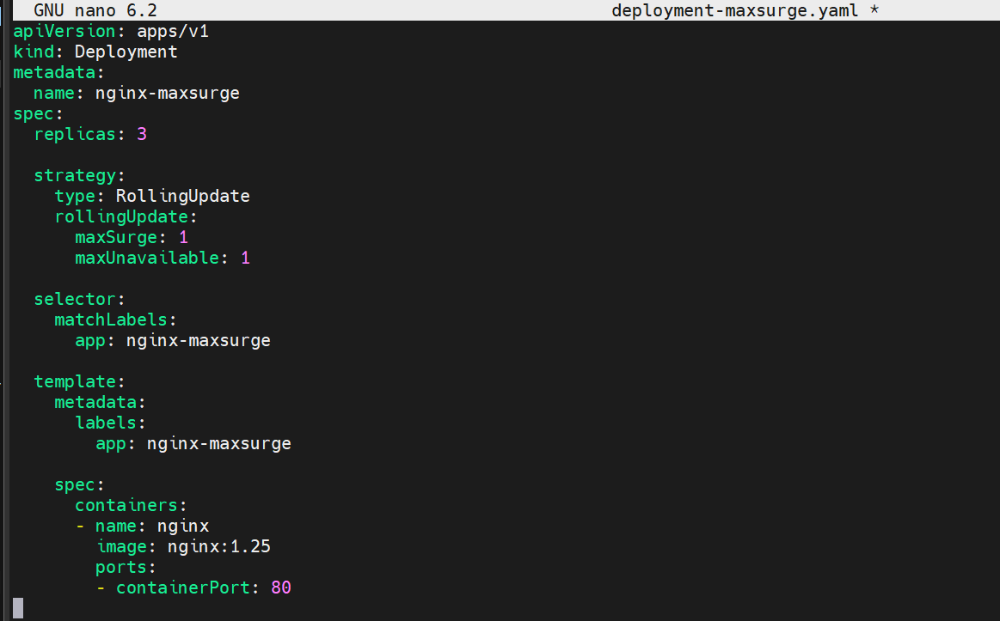 GNU nano 6.2 deployment-maxsurge.yaml *
apiVersion: apps/v1
kind: Deployment
metadata:
  name: nginx-maxsurge
spec:
  replicas: 3

  strategy:
    type: RollingUpdate
    rollingUpdate:
      maxSurge: 1
      maxUnavailable: 1

  selector:
    matchLabels:
      app: nginx-maxsurge

  template:
    metadata:
      labels:
        app: nginx-maxsurge

    spec:
      containers:
      - name: nginx
        image: nginx:1.25
        ports:
        - containerPort: 80